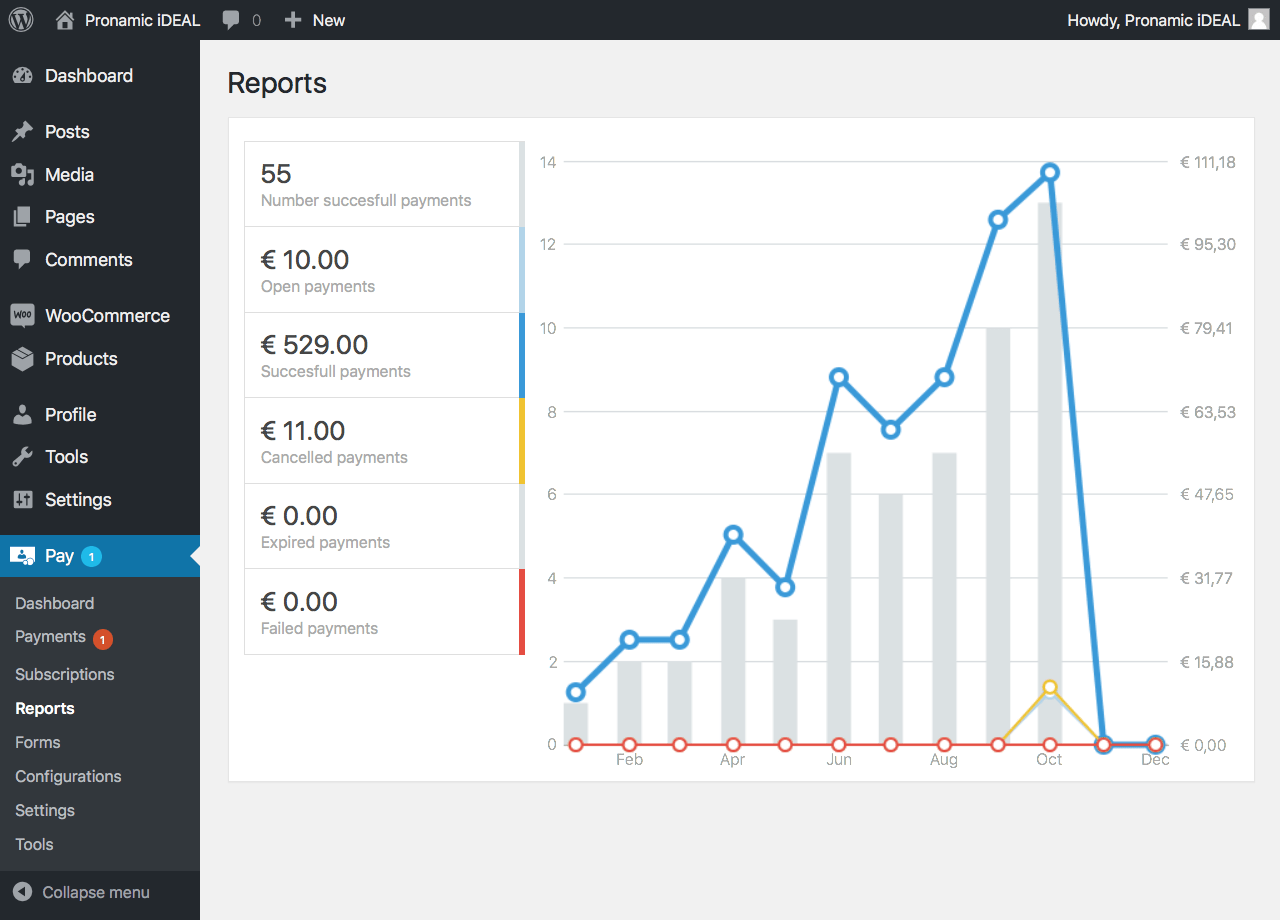 Pronamic iDEAL 0 New Howdy, Pronamic iDEAL
Dashboard
Posts
Media
Pages
Comments
WOO WooCommerce
Products
Profile
Tools
Settings
Pay 1
Dashboard
Payments 1
Subscriptions
Reports
Forms
Configurations
Settings
Tools
Collapse menu
Reports
55
Number succesfull payments
€ 10.00
Open payments
€ 529.00
Succesfull payments
€ 11.00
Cancelled payments
€ 0.00
Expired payments
€ 0.00
Failed payments
14 € 111,18
12 € 95,30
10 € 79,41
8 € 63,53
6 € 47,65
4 € 31,77
2 € 15,88
0 € 0,00
Feb Apr Jun Aug Oct Dec